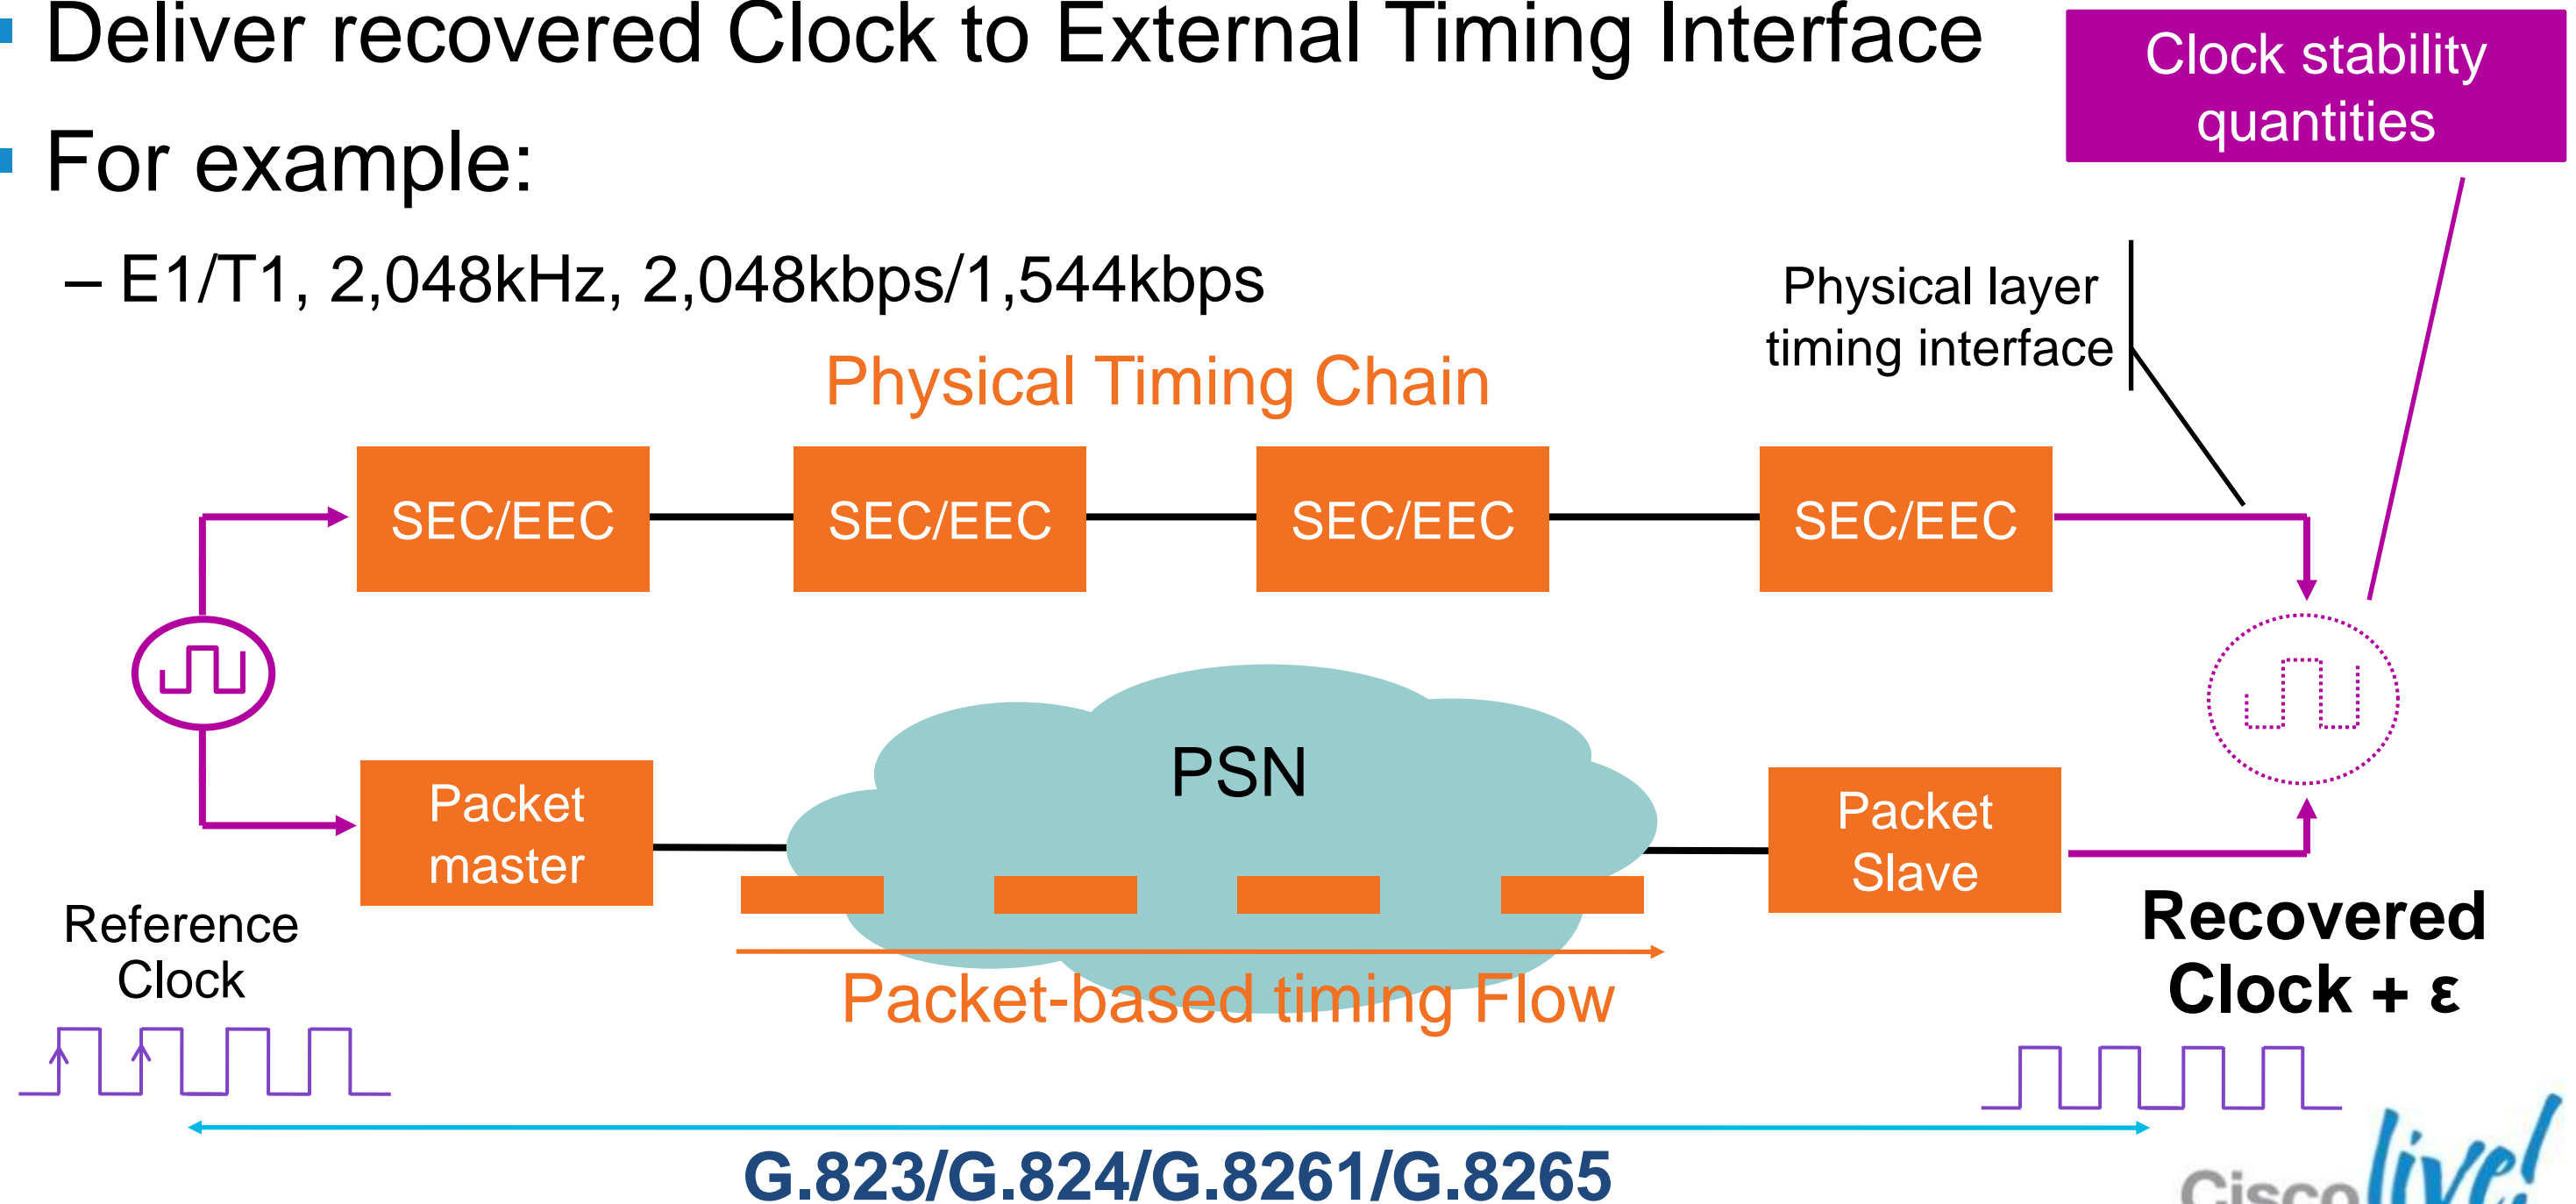 Deliver recovered Clock to External Timing Interface
For example:
– E1/T1, 2,048kHz, 2,048kbps/1,544kbps
Clock stability
quantities
Physical layer
timing interface
Physical Timing Chain
SEC/EEC
SEC/EEC
SEC/EEC
SEC/EEC
PSN
Packet
master
Packet
Slave
Reference
Clock
Packet-based timing Flow
Recovered
Clock + ε
G.823/G.824/G.8261/G.8265
Cisco live!